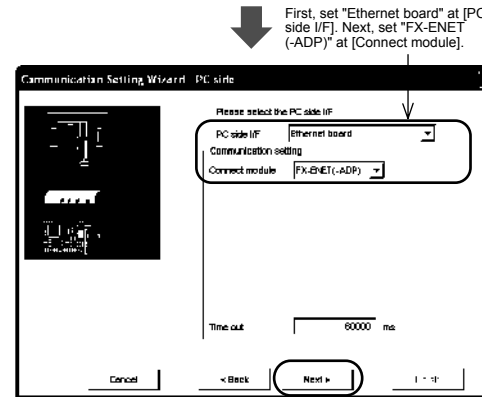 First, set "Ethernet board" at [PC
side I/F]. Next, set "FX-ENET
(-ADP)" at [Connect module].
Communication Setting Wizard PC side
Please select the PC side I/F
PC side I/F Ethernet board
Communication setting
Connect module FX-ENET(-ADP)
Time out 60000 ms
Cancel < Back Next > Finish